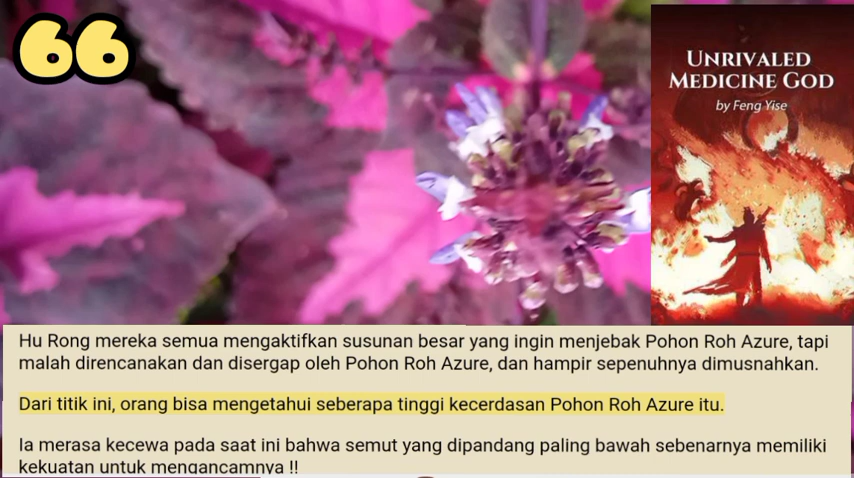 66
UNRIVALED
MEDICINE GOD
by Feng Yise
Hu Rong mereka semua mengaktifkan susunan besar yang ingin menjebak Pohon Roh Azure, tapi
malah direncanakan dan disergap oleh Pohon Roh Azure, dan hampir sepenuhnya dimusnahkan.
Dari titik ini, orang bisa mengetahui seberapa tinggi kecerdasan Pohon Roh Azure itu.
Ia merasa kecewa pada saat ini bahwa semut yang dipandang paling bawah sebenarnya memiliki
kekuatan untuk mengancamnya !!